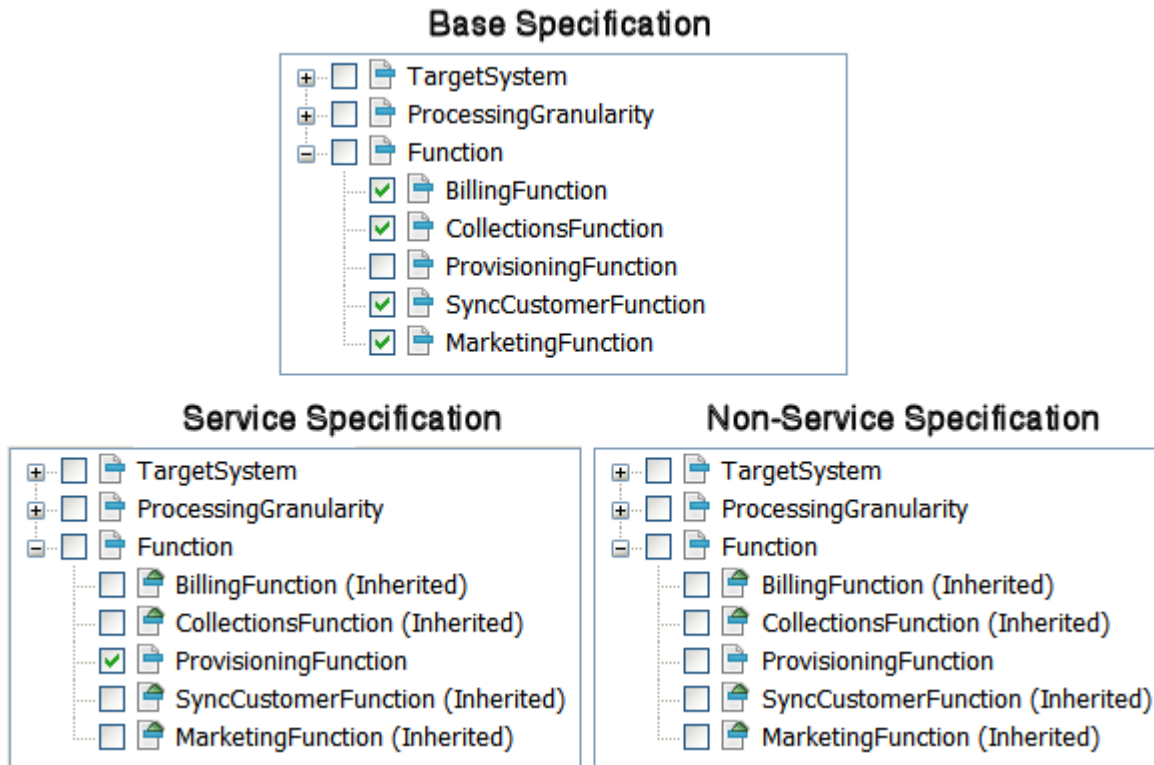 Base Specification
TargetSystem
ProcessingGranularity
Function
BillingFunction
CollectionsFunction
ProvisioningFunction
SyncCustomerFunction
MarketingFunction
Service Specification
TargetSystem
ProcessingGranularity
Function
BillingFunction (Inherited)
CollectionsFunction (Inherited)
ProvisioningFunction
SyncCustomerFunction (Inherited)
MarketingFunction (Inherited)
Non-Service Specification
TargetSystem
ProcessingGranularity
Function
BillingFunction (Inherited)
CollectionsFunction (Inherited)
ProvisioningFunction
SyncCustomerFunction (Inherited)
MarketingFunction (Inherited)